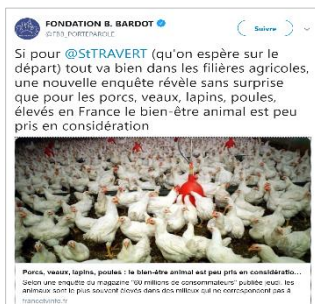 FONDATION B. BARDOT
@FBB_PORTEPAROLE
Suivre
Si pour @StTRAVERT (qu'on espère sur le
départ) tout va bien dans les filières agricoles,
une nouvelle enquête révèle sans surprise
que pour les porcs, veaux, lapins, poules,
élevés en France le bien-être animal est peu
pris en considération
Porcs, veaux, lapins, poules : le bien-être animal est peu pris en considératio...
Selon une enquête du magazine "60 millions de consommateurs" publiée jeudi, les
animaux sont le plus souvent élevés dans des milieux qui ne correspondent pas à
francetvinfo.fr